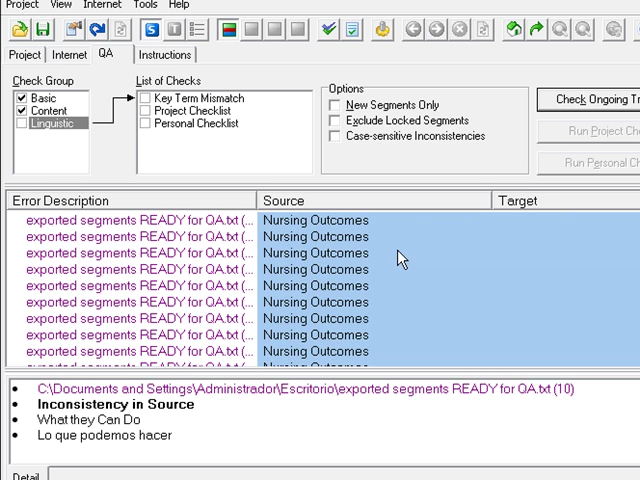 Project View Internet Tools Help
Project Internet QA Instructions
Check Group List of Checks Options
Basic
Content
Linguistic
Key Term Mismatch
Project Checklist
Personal Checklist
New Segments Only
Exclude Locked Segments
Case-sensitive Inconsistencies
Check Ongoing Tr
Run Project Che
Run Personal Ch
Error Description Source Target
exported segments READY for QA.txt (... Nursing Outcomes
exported segments READY for QA.txt (... Nursing Outcomes
exported segments READY for QA.txt (... Nursing Outcomes
exported segments READY for QA.txt (... Nursing Outcomes
exported segments READY for QA.txt (... Nursing Outcomes
exported segments READY for QA.txt (... Nursing Outcomes
exported segments READY for QA.txt (... Nursing Outcomes
exported segments READY for QA.txt (... Nursing Outcomes
exported segments READY for QA.txt (... Nursing Outcomes
C:\Documents and Settings\Administrador\Escritorio\exported segments READY for QA.txt (10)
Inconsistency in Source
What they Can Do
Lo que podemos hacer
Detail